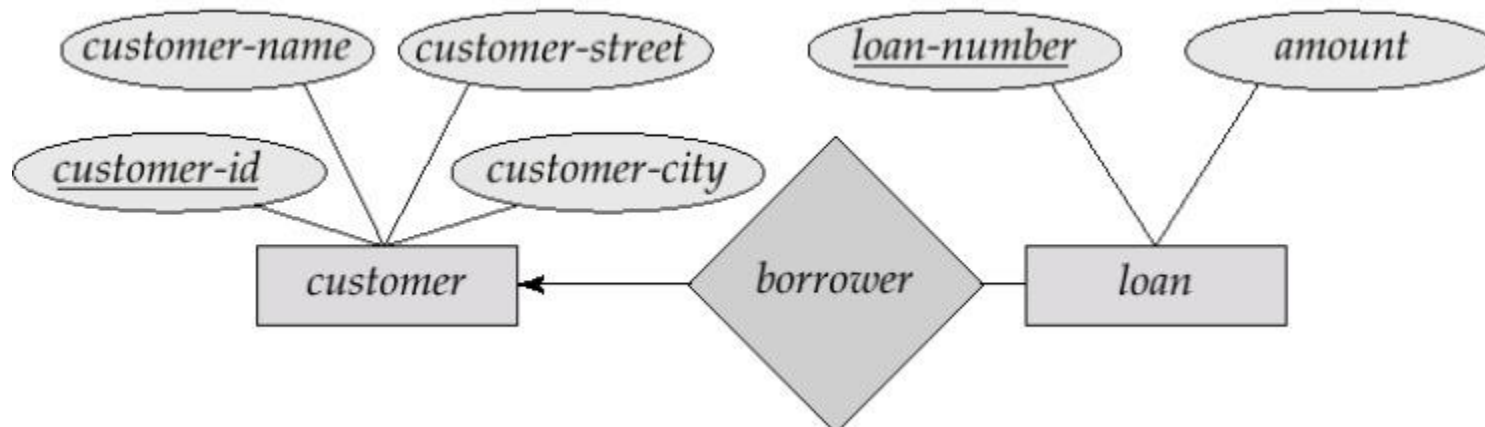 customer-name customer-street loan-number amount
customer-id customer-city
customer borrower loan